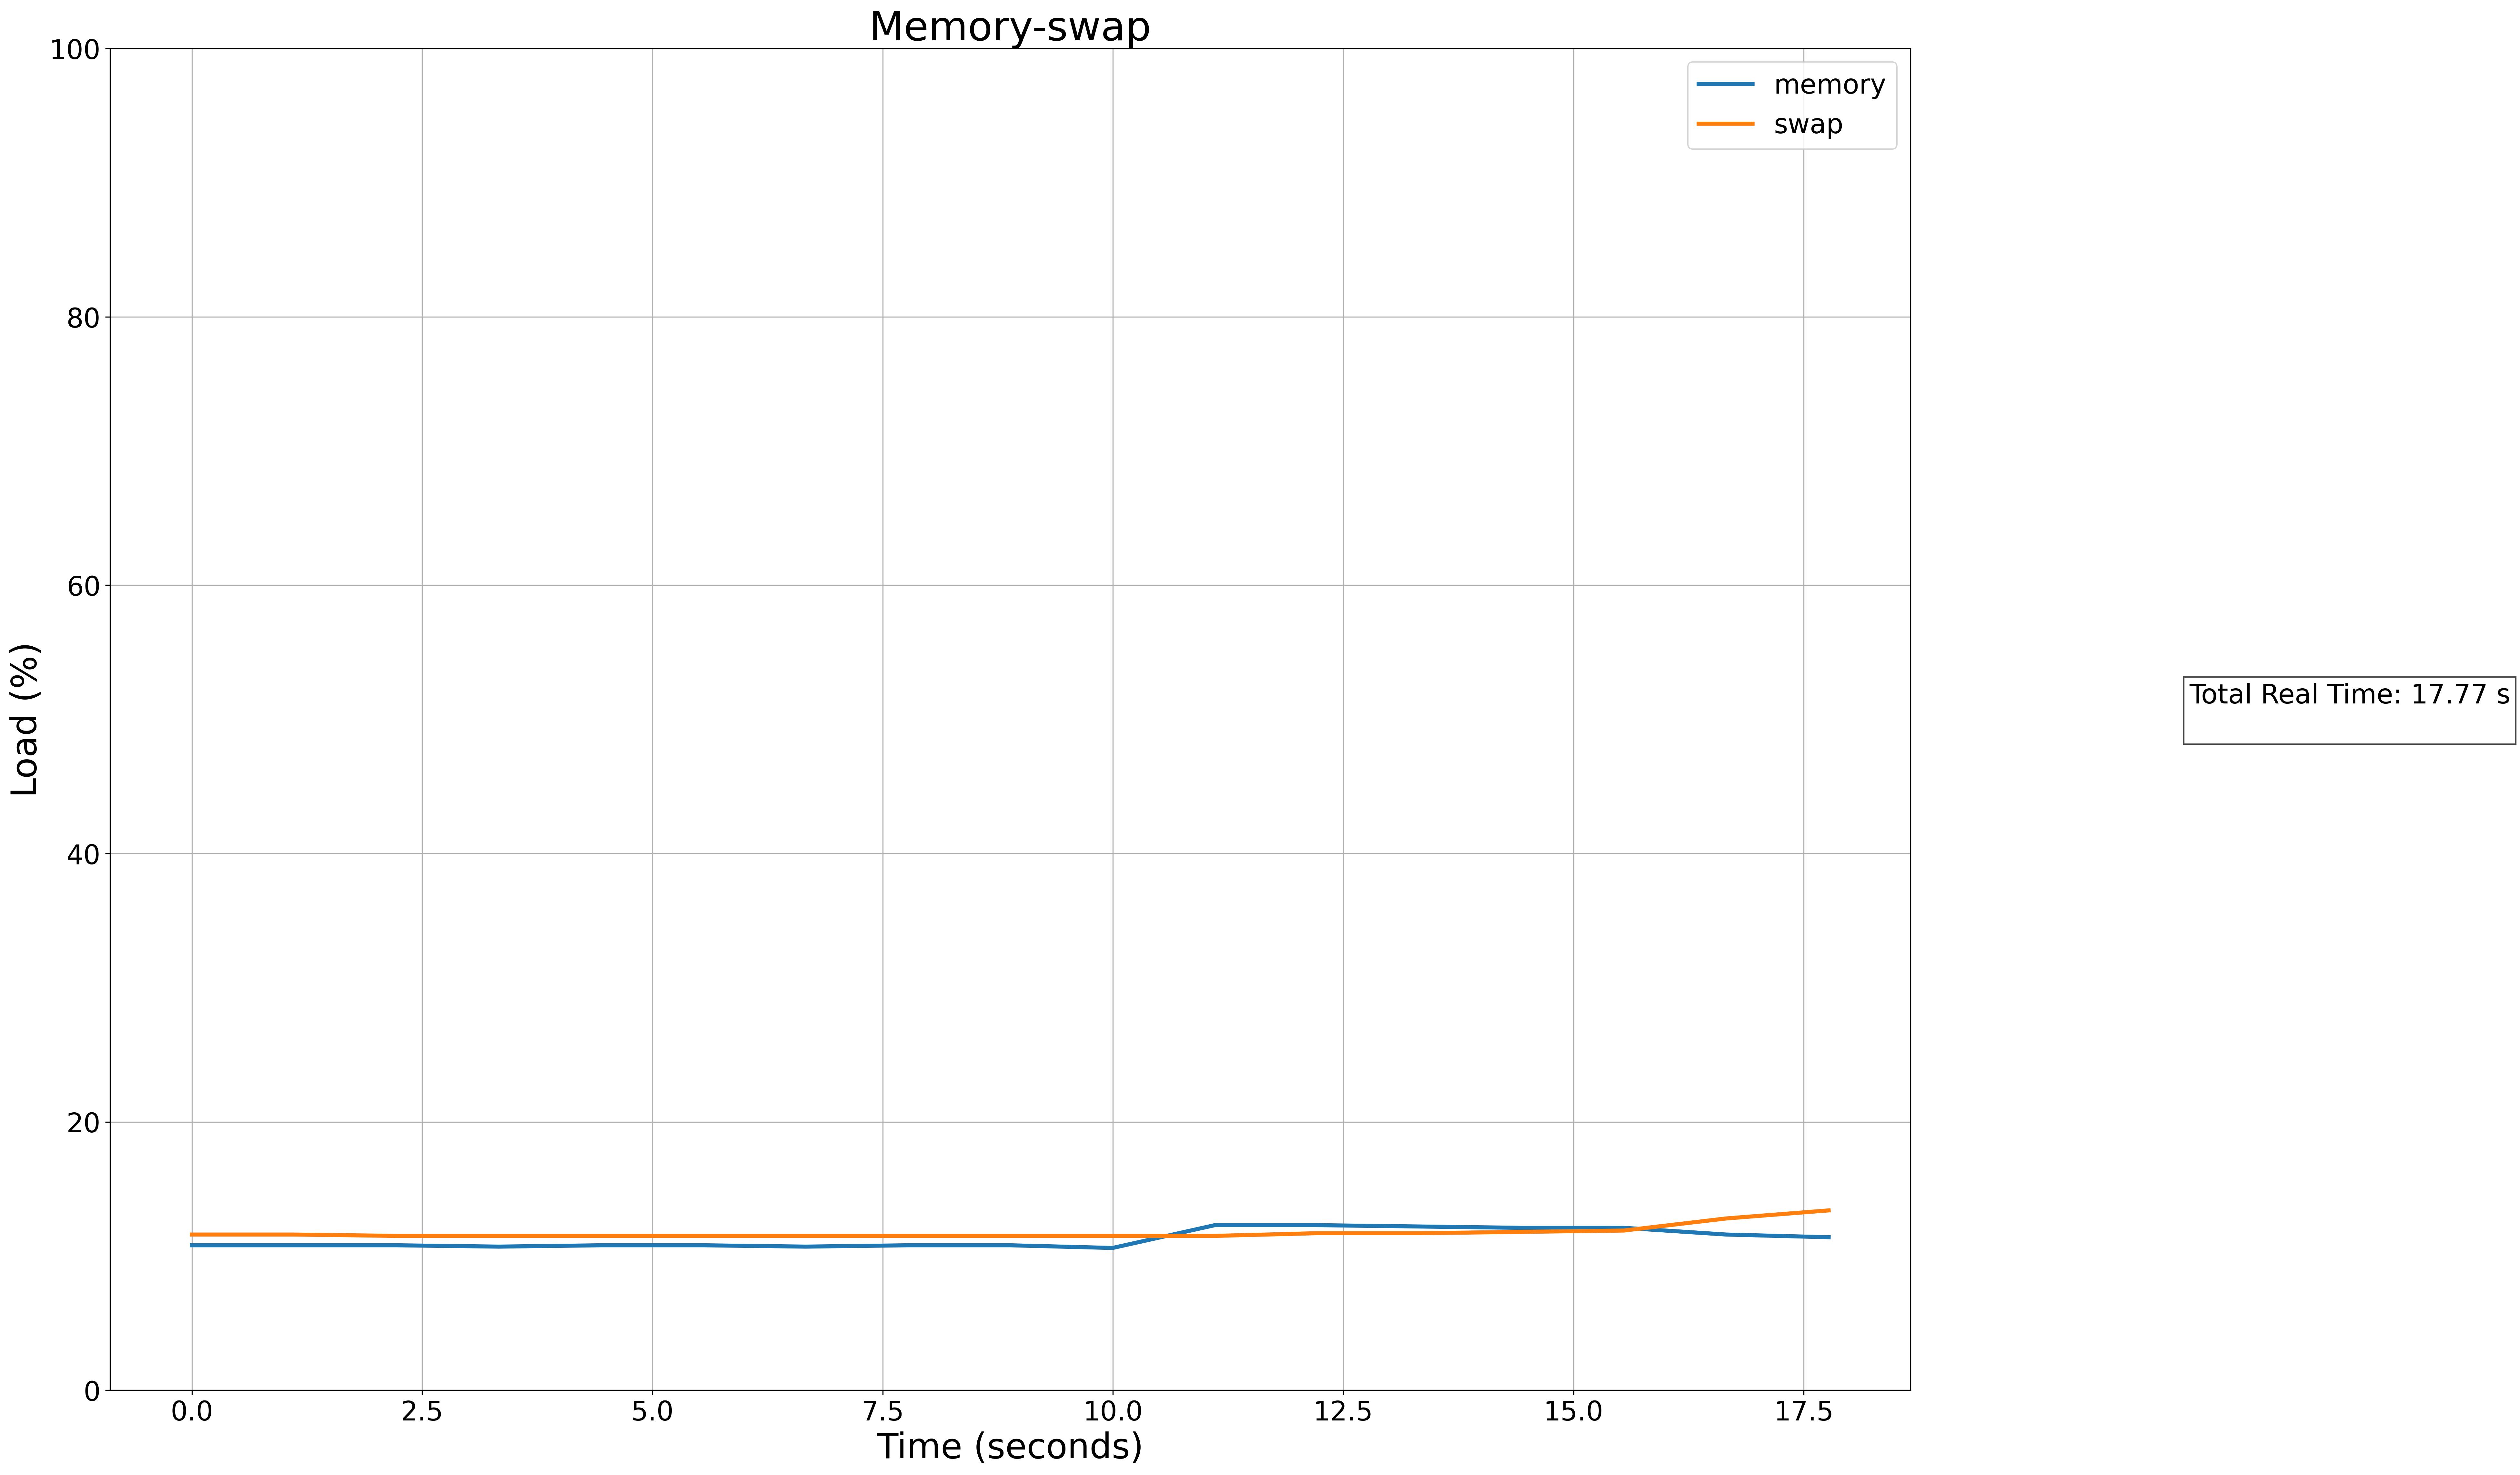 Memory-swap
100
80
60
40
20
0
Load (%)
memory
swap
0.0 2.5 5.0 7.5 10.0 12.5 15.0 17.5
Time (seconds)
Total Real Time: 17.77 s